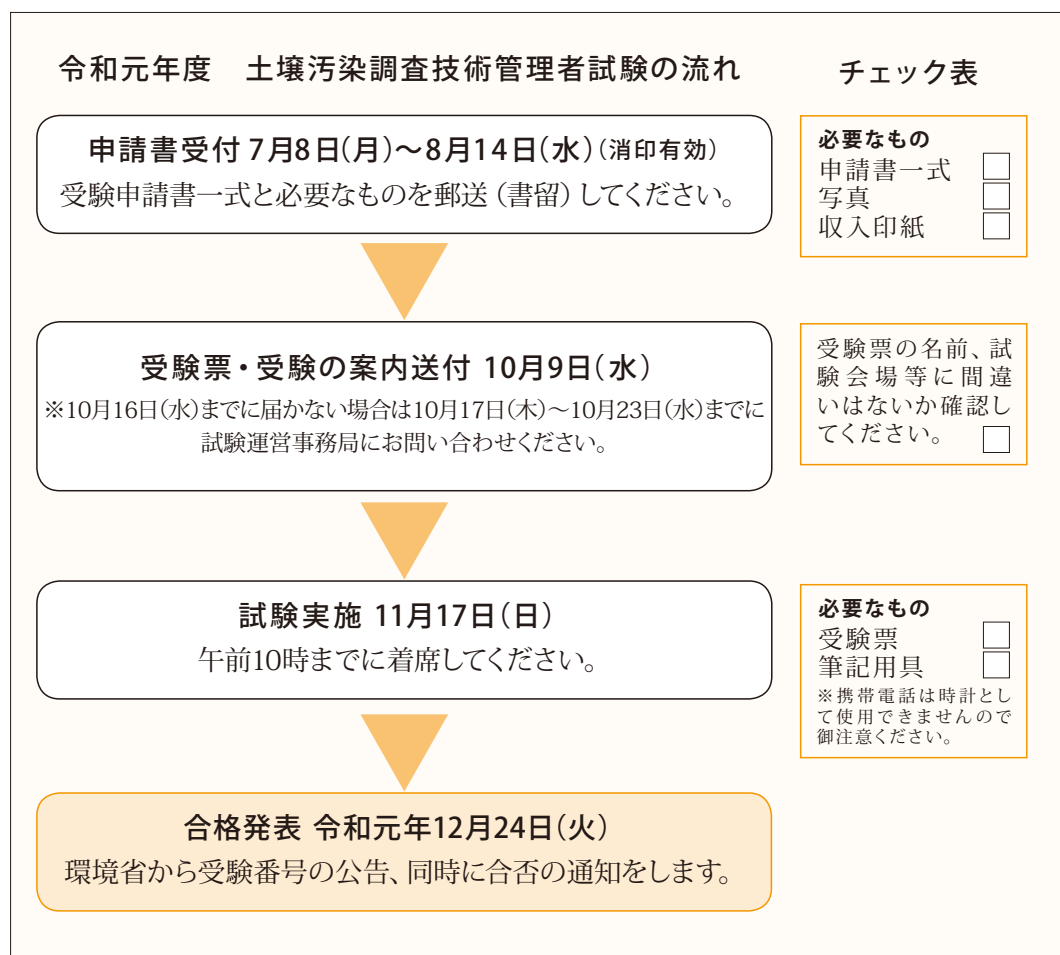 令和元年度　土壌汚染調査技術管理者試験の流れ
チェック表
申請書受付 7月8日(月)～8月14日(水)(消印有効)
受験申請書一式と必要なものを郵送（書留）してください。
必要なもの
申請書一式
写真
収入印紙
受験票・受験の案内送付 10月9日(水)
※10月16日(水)までに届かない場合は10月17日(木)～10月23日(水)までに
試験運営事務局にお問い合わせください。
受験票の名前、試
験会場等に間違
いはないか確認し
てください。
試験実施 11月17日(日)
午前10時までに着席してください。
必要なもの
受験票
筆記用具
※携帯電話は時計とし
て使用できませんので
御注意ください。
合格発表 令和元年12月24日(火)
環境省から受験番号の公告、同時に合否の通知をします。